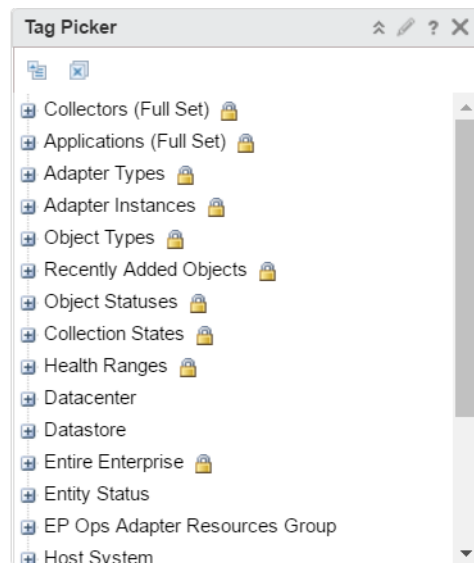 Tag Picker
Collectors (Full Set)
Applications (Full Set)
Adapter Types
Adapter Instances
Object Types
Recently Added Objects
Object Statuses
Collection States
Health Ranges
Datacenter
Datastore
Entire Enterprise
Entity Status
EP Ops Adapter Resources Group
Host System